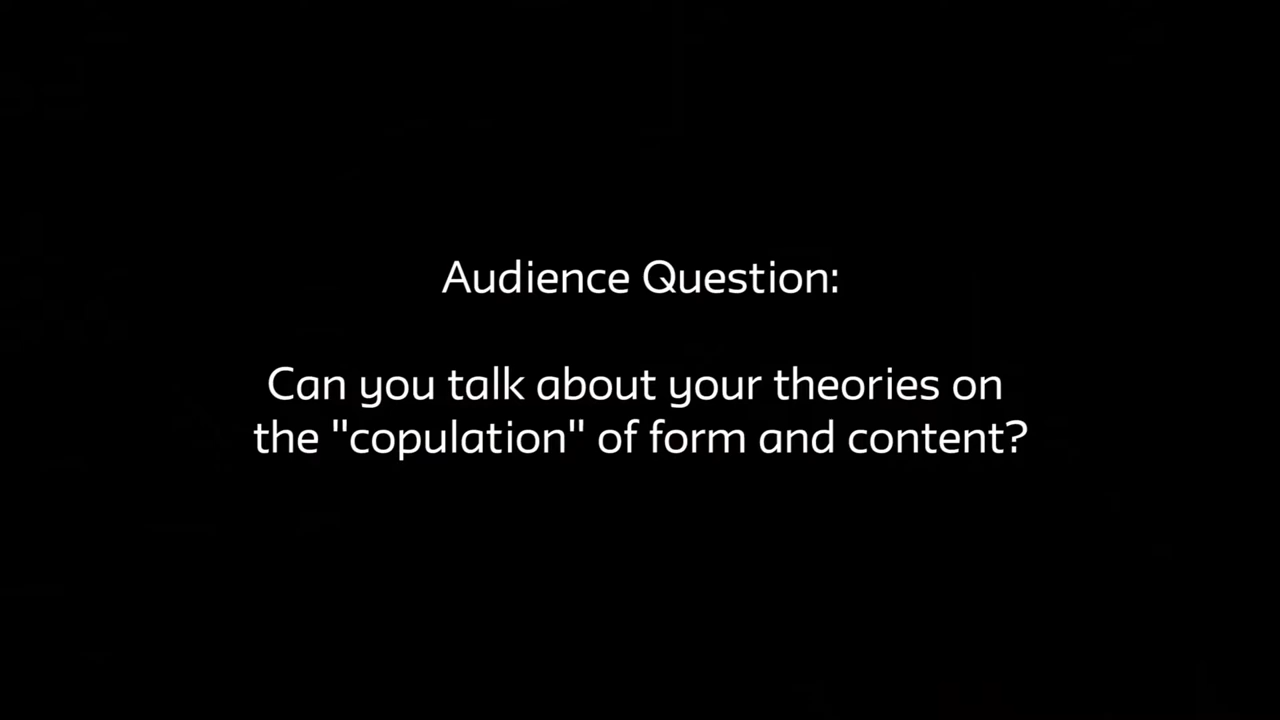 Audience Question:
Can you talk about your theories on
the "copulation" of form and content?